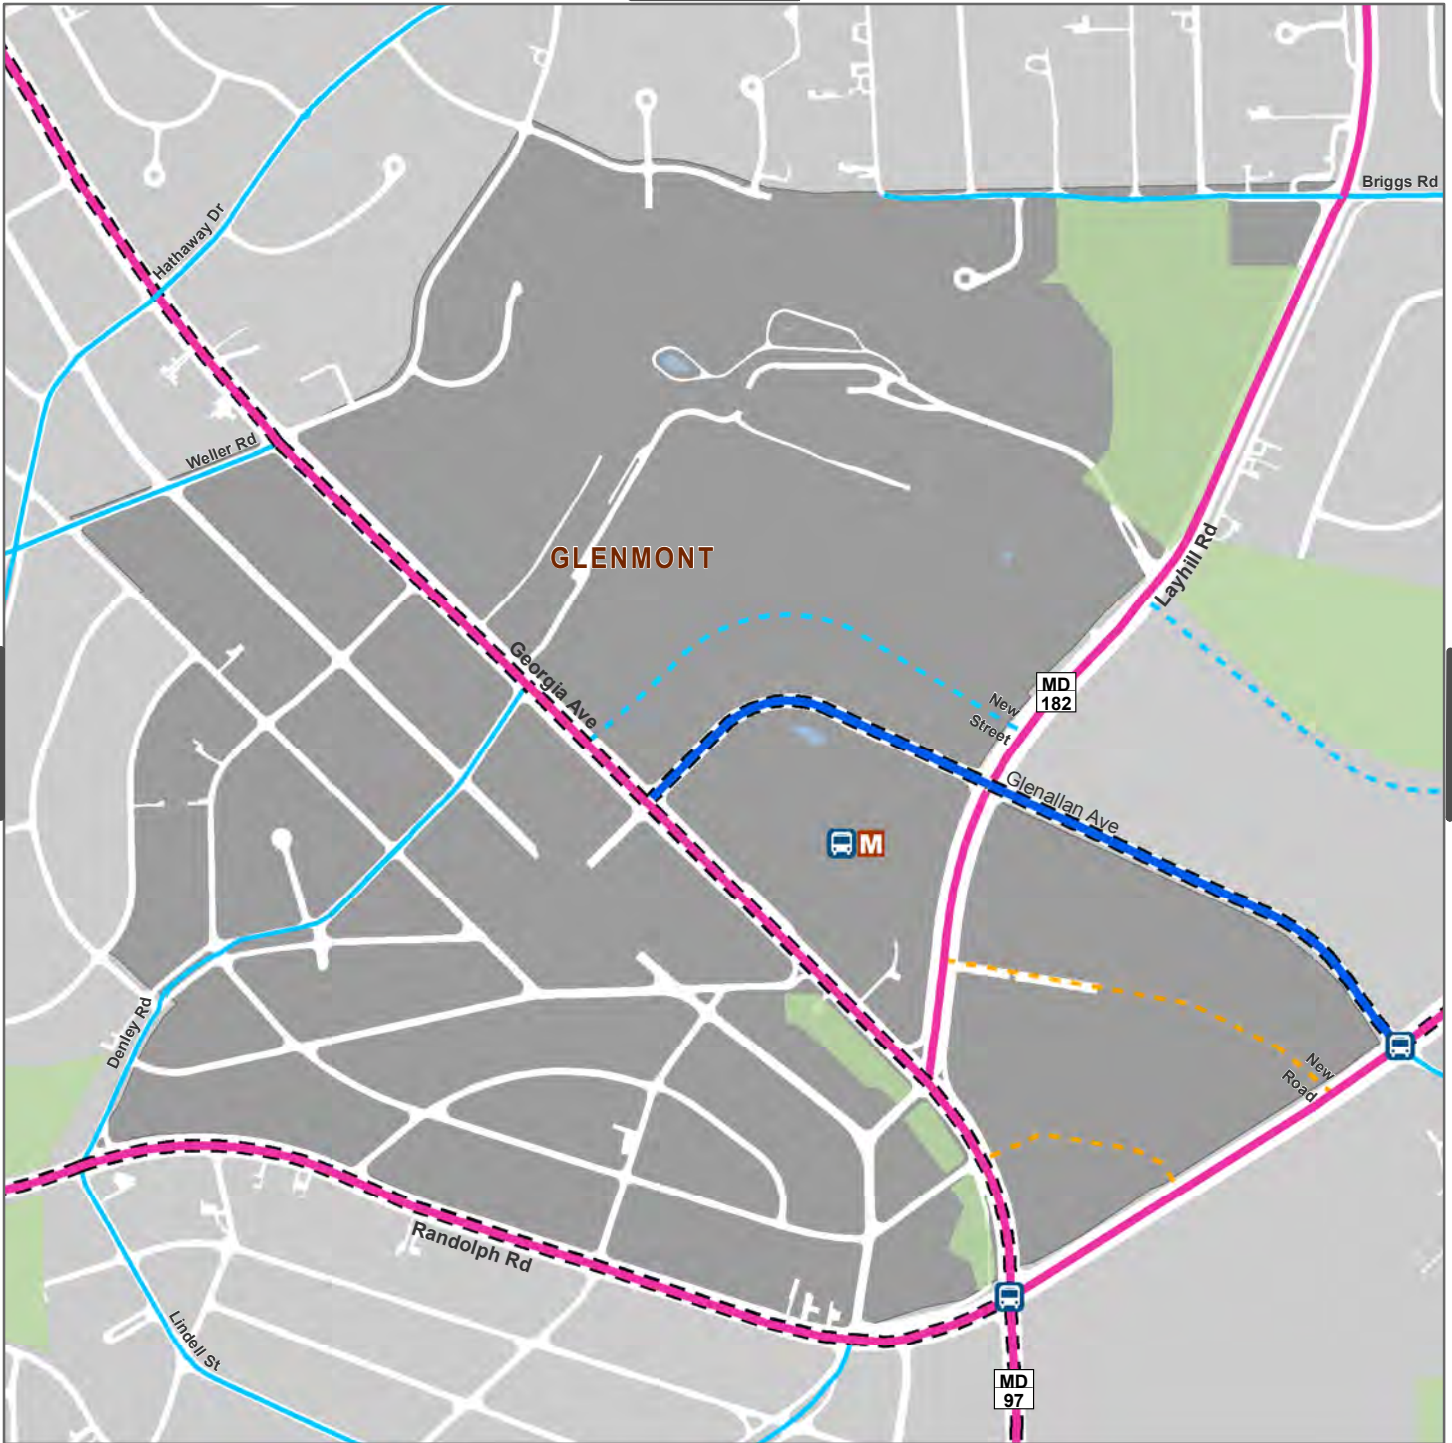 Briggs Rd
Hathaway Dr
Weller Rd
GLENMONT
Layhill Rd
Georgia Ave
MD
182
New
Street
Glenallan Ave
M
Denley Rd
New
Road
Randolph Rd
Lindell St
MD
97